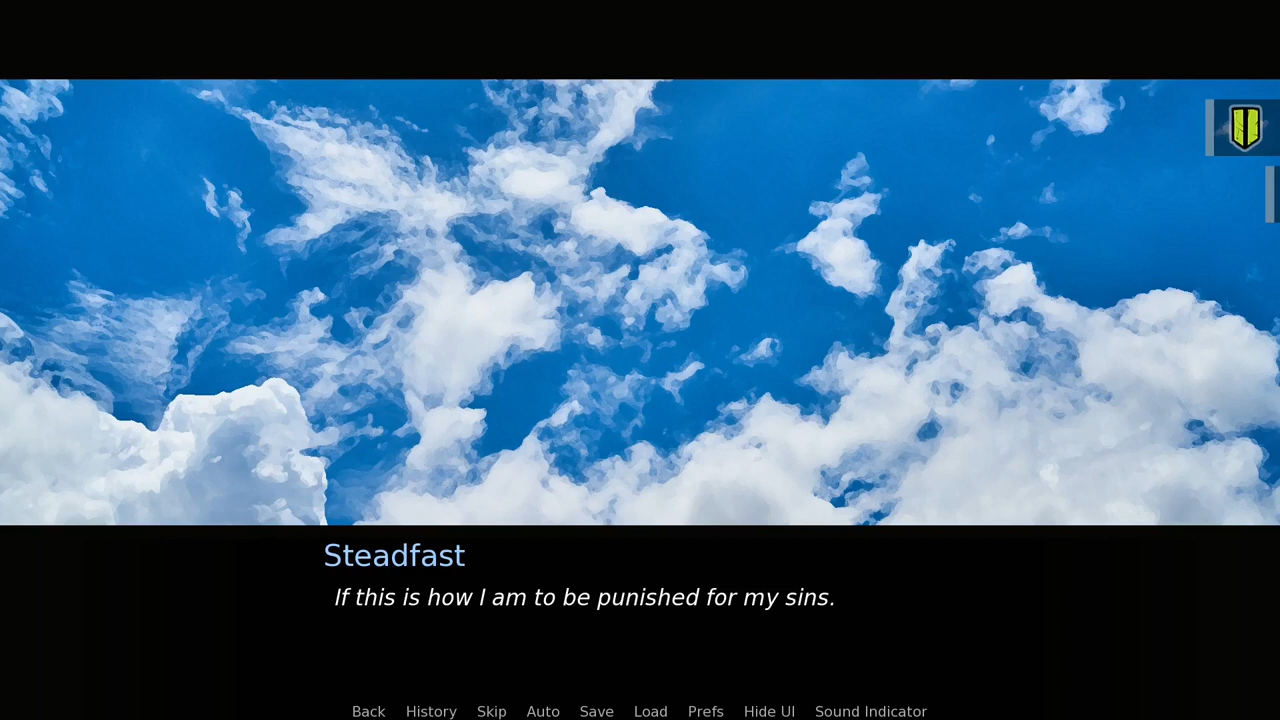 Steadfast
If this is how I am to be punished for my sins.
Back History Skip Auto Save Load Prefs Hide UI Sound Indicator